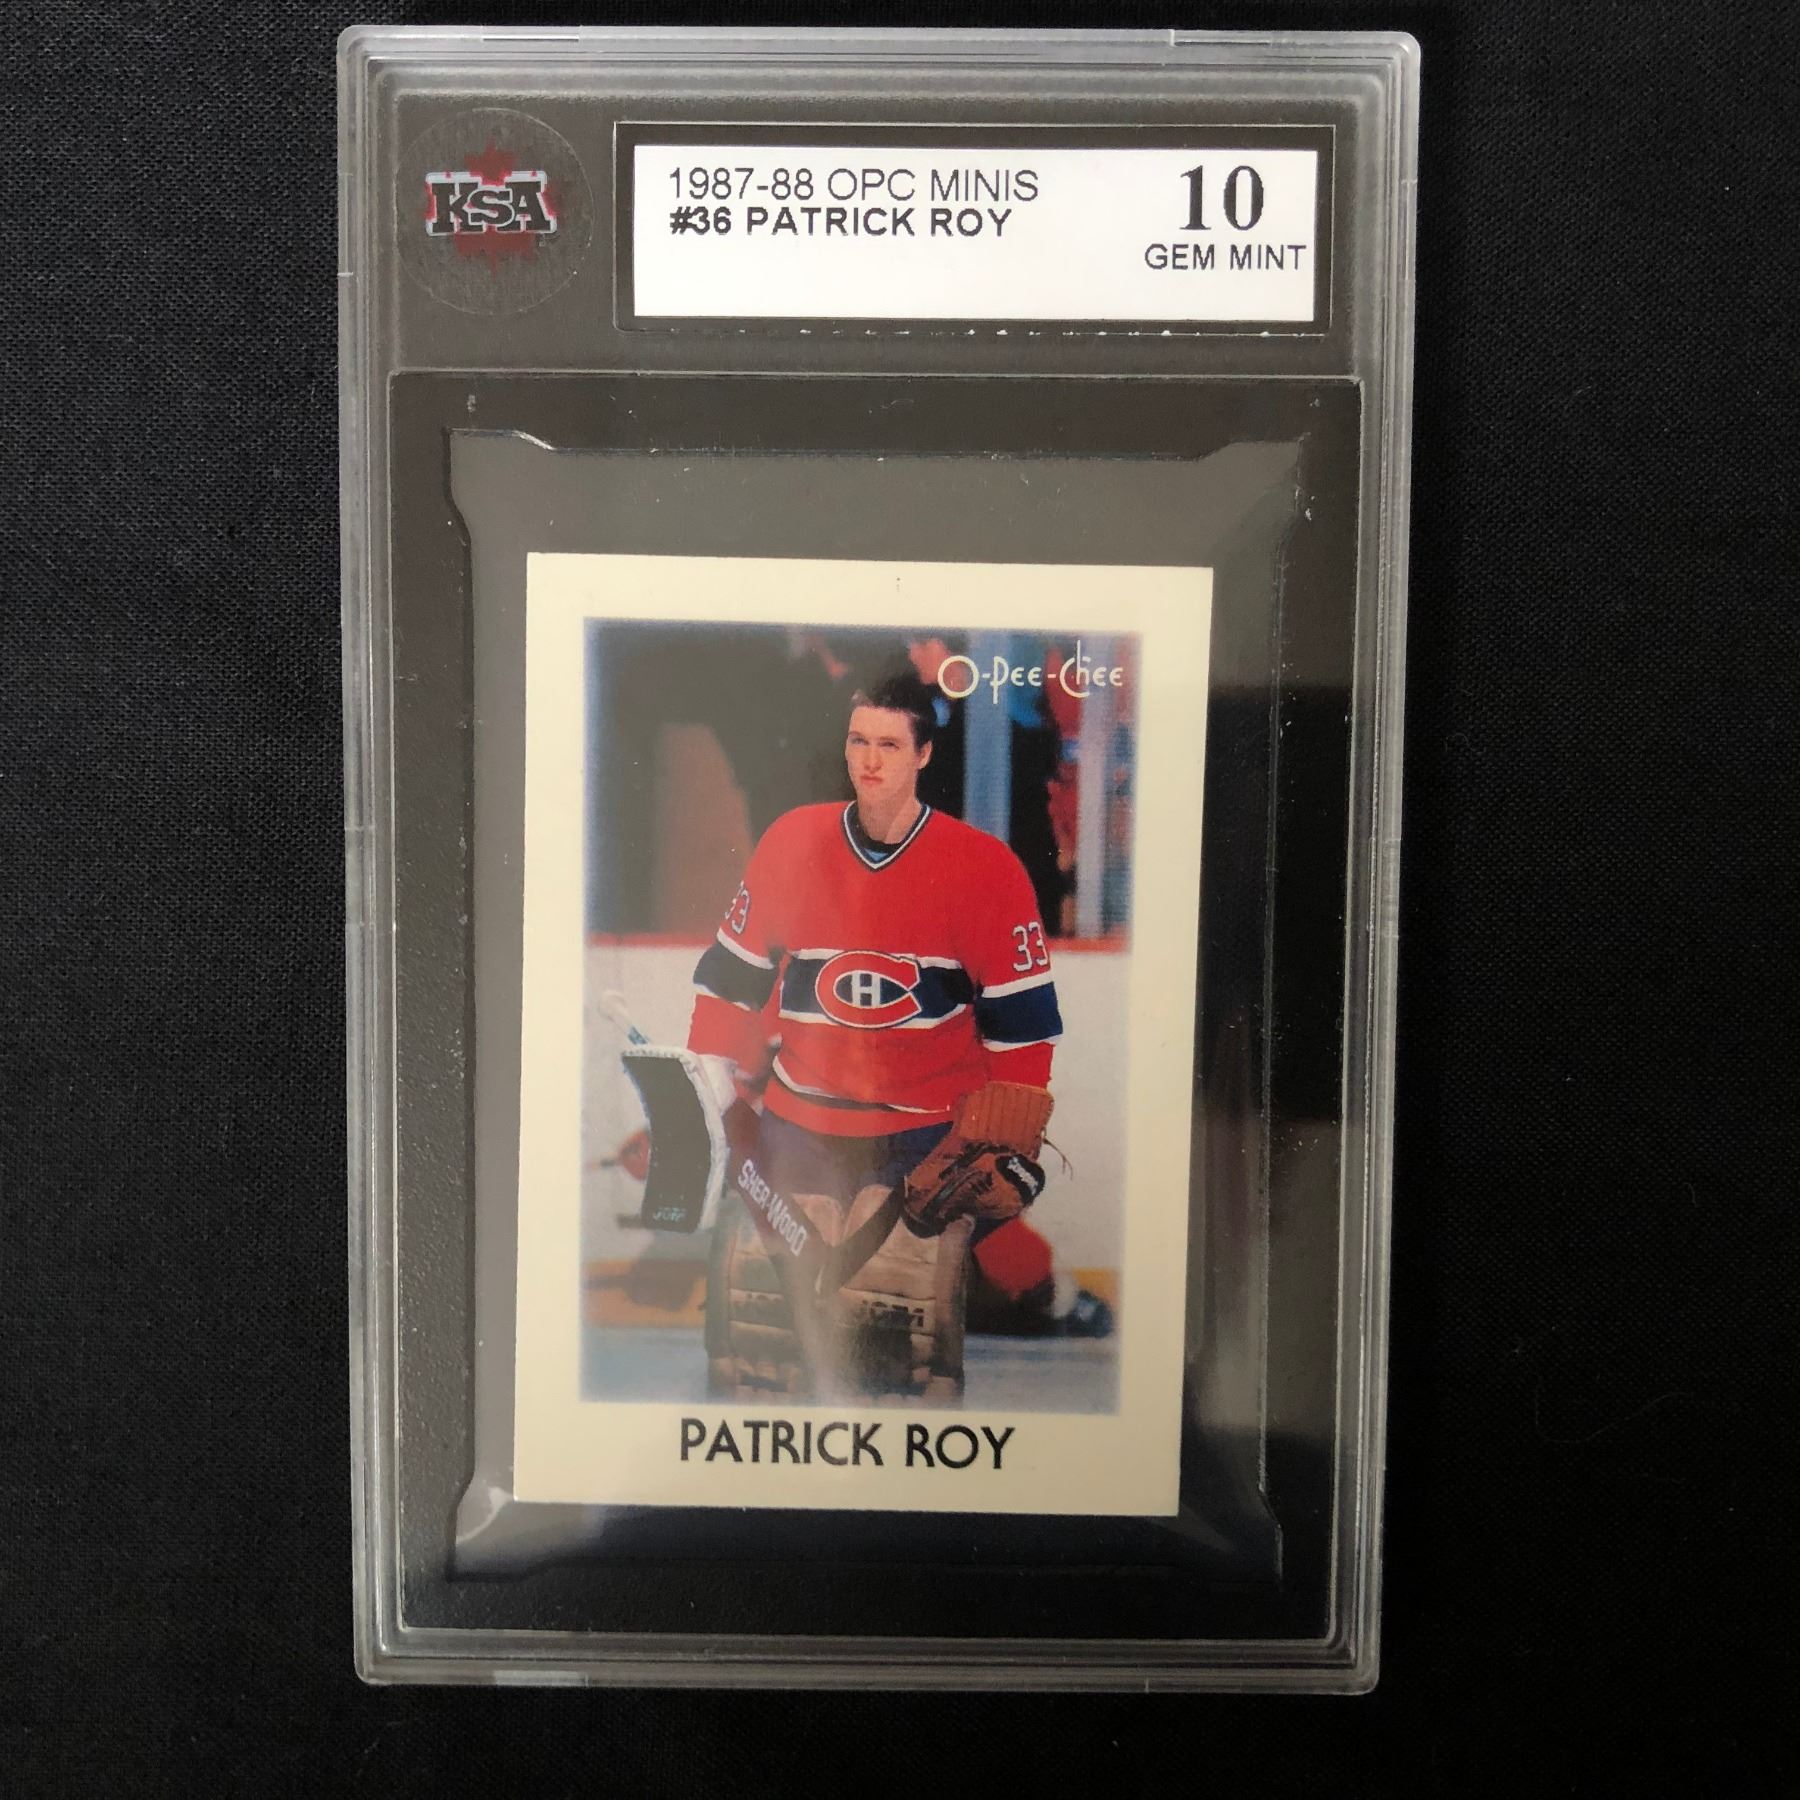 KSA
1987-88 OPC MINIS
#36 PATRICK ROY
10
GEM MINT
O-Pee-Chee
33
33
C
H
SHER-WOOD
JOFA
PATRICK ROY